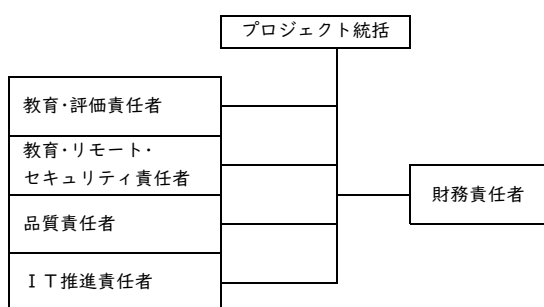 プロジェクト統括
教育・評価責任者
教育・リモート・
セキュリティ責任者
財務責任者
品質責任者
ＩＴ推進責任者